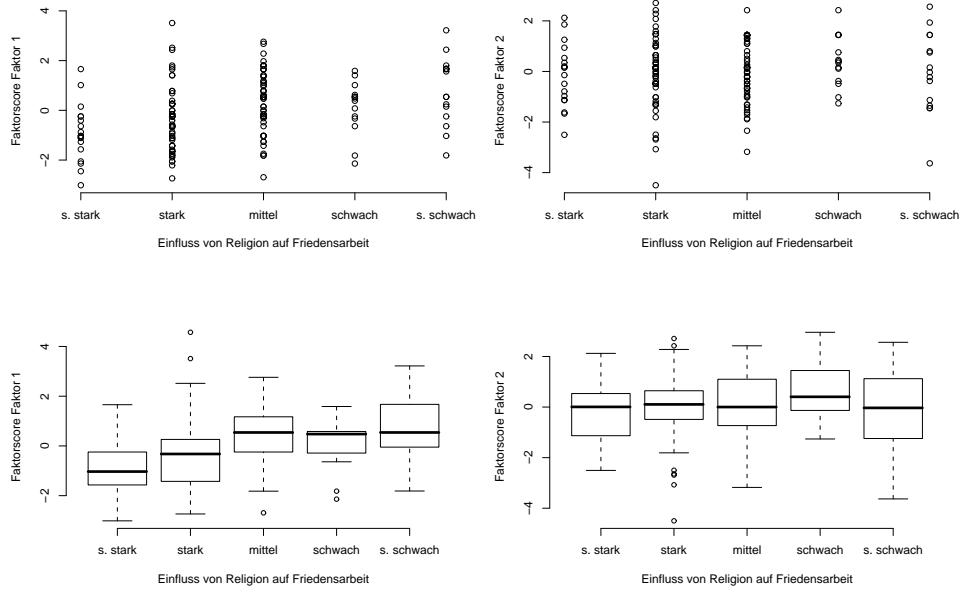 Faktorscore Faktor 1
4
2
0
−2
s. stark stark mittel schwach s. schwach
Einfluss von Religion auf Friedensarbeit
Faktorscore Faktor 2
2
0
−2
−4
s. stark stark mittel schwach s. schwach
Einfluss von Religion auf Friedensarbeit
Faktorscore Faktor 1
4
2
0
−2
s. stark stark mittel schwach s. schwach
Einfluss von Religion auf Friedensarbeit
Faktorscore Faktor 2
2
0
−2
−4
s. stark stark mittel schwach s. schwach
Einfluss von Religion auf Friedensarbeit